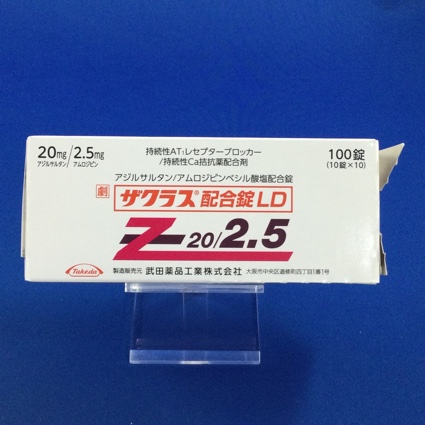 20mg/2.5mg
アジルサルタン/アムロジピン
持続性AT1レセプターブロッカー
/持続性Ca拮抗薬配合剤
100錠
(10錠×10)
アジルサルタン/アムロジピンベシル酸塩配合錠
劇 ザクラス®配合錠LD
Z 20/2.5
Takeda
製造販売元 武田薬品工業株式会社 大阪市中央区道修町四丁目1番1号